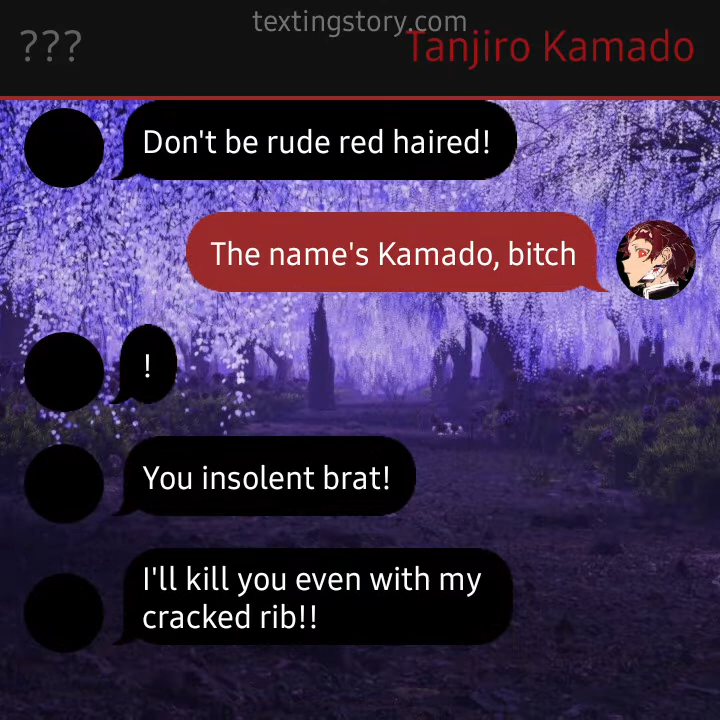 textingstory.com
???
Tanjiro Kamado
Don't be rude red haired!
The name's Kamado, bitch
!
You insolent brat!
I'll kill you even with my
cracked rib!!